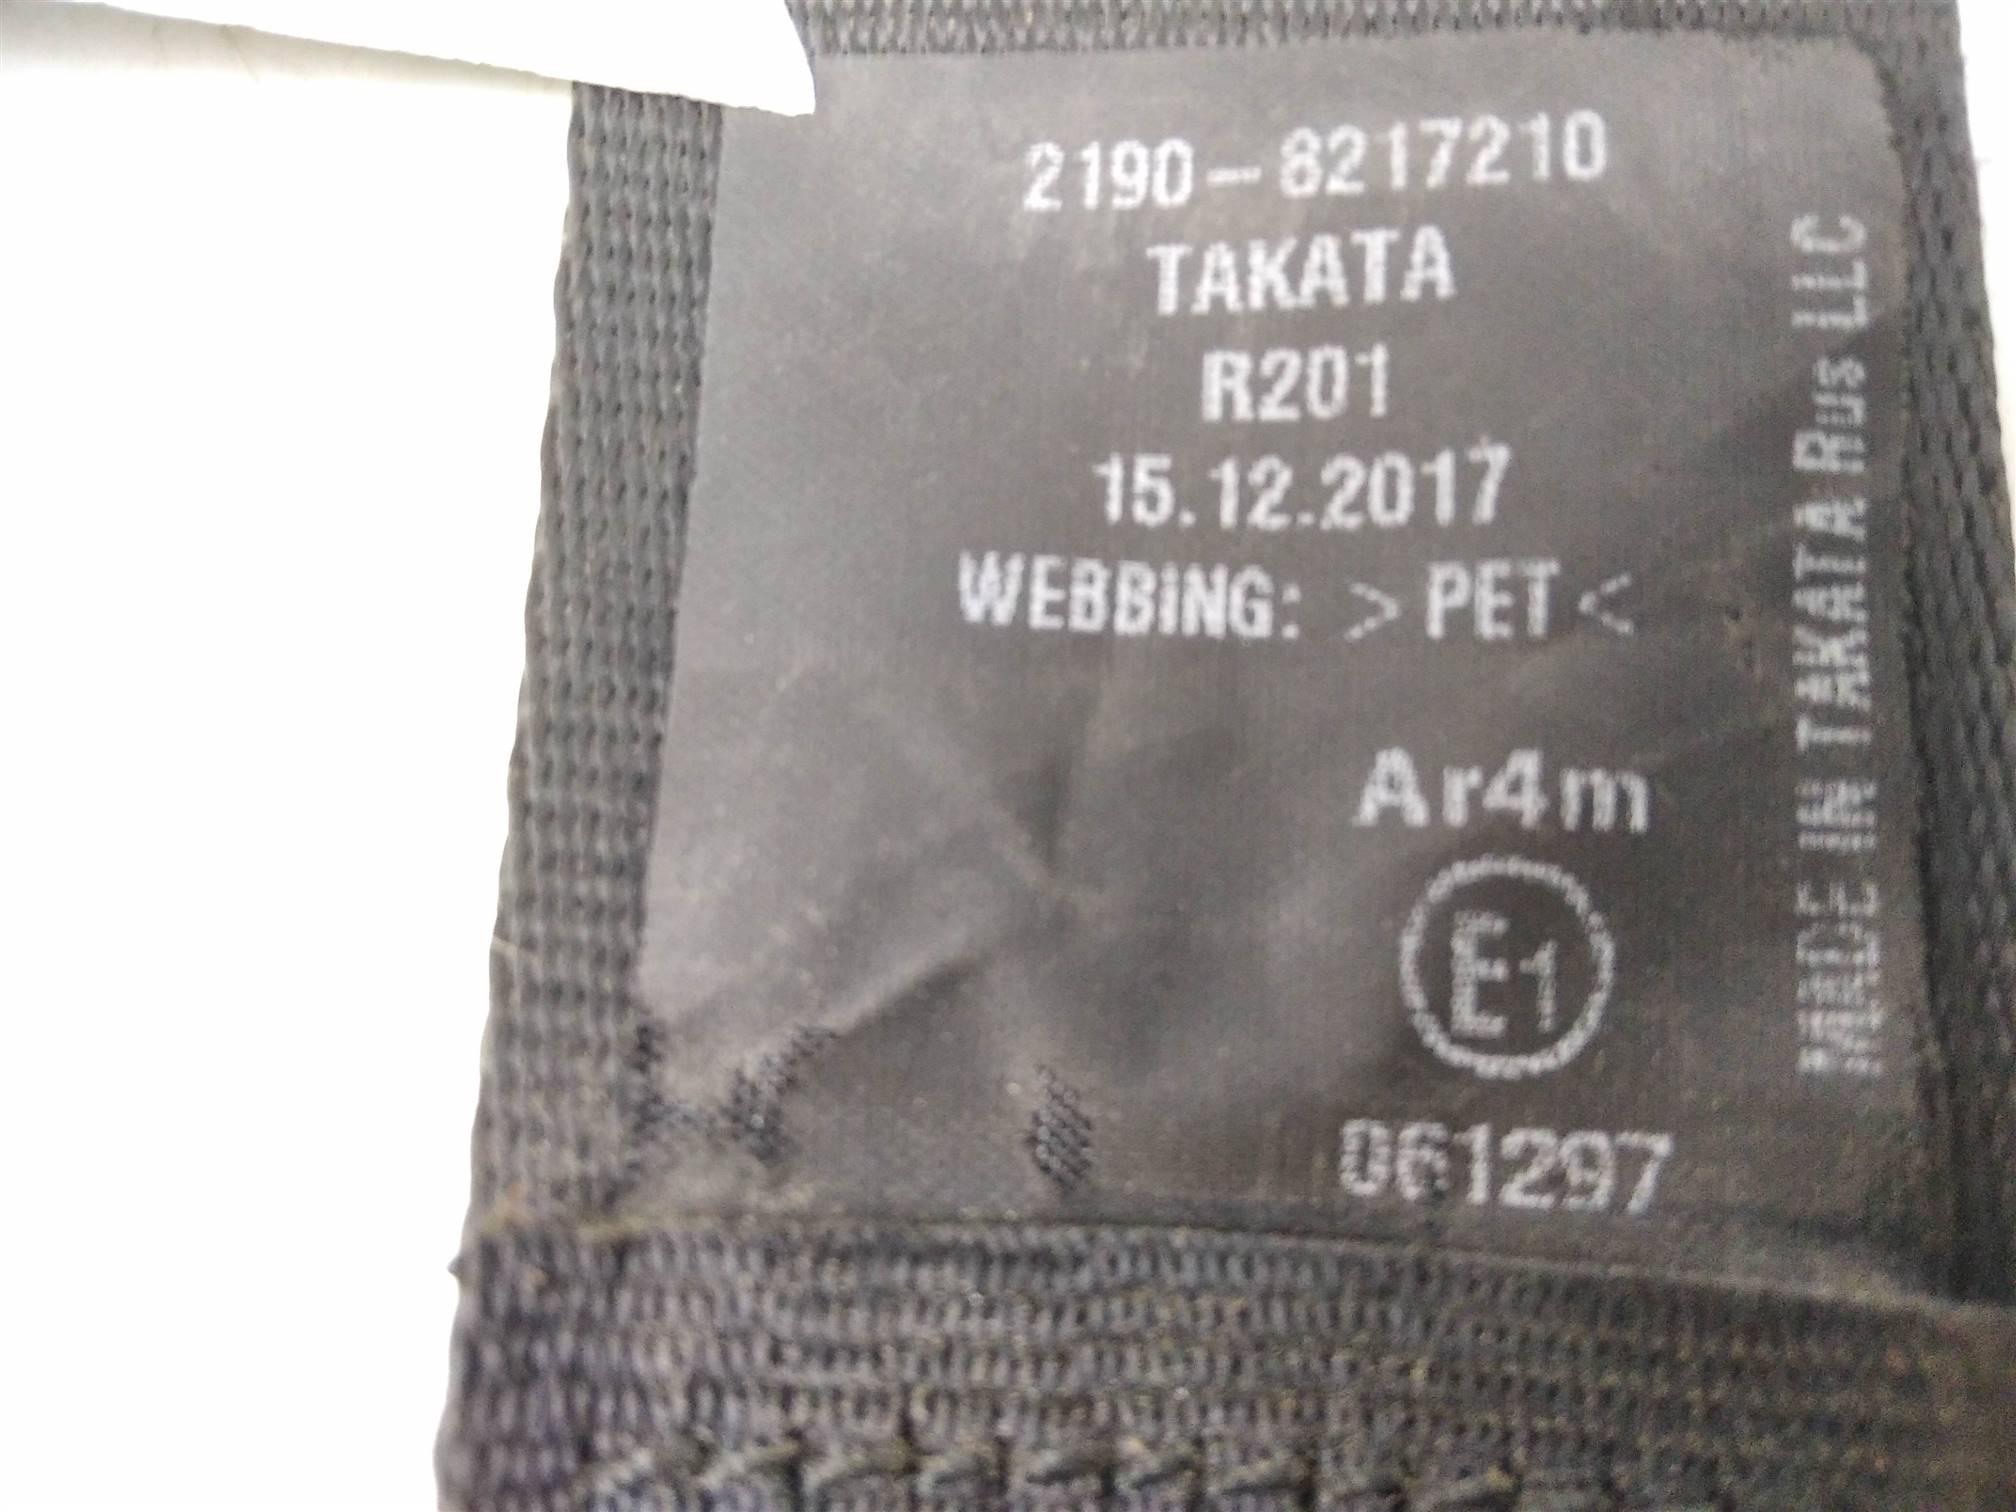 2190-8217210
TAKATA
R201
15.12.2017
WEBBING: >PET<
Ar4m
E1
061297
MADE IN TAKATA Rus LLC